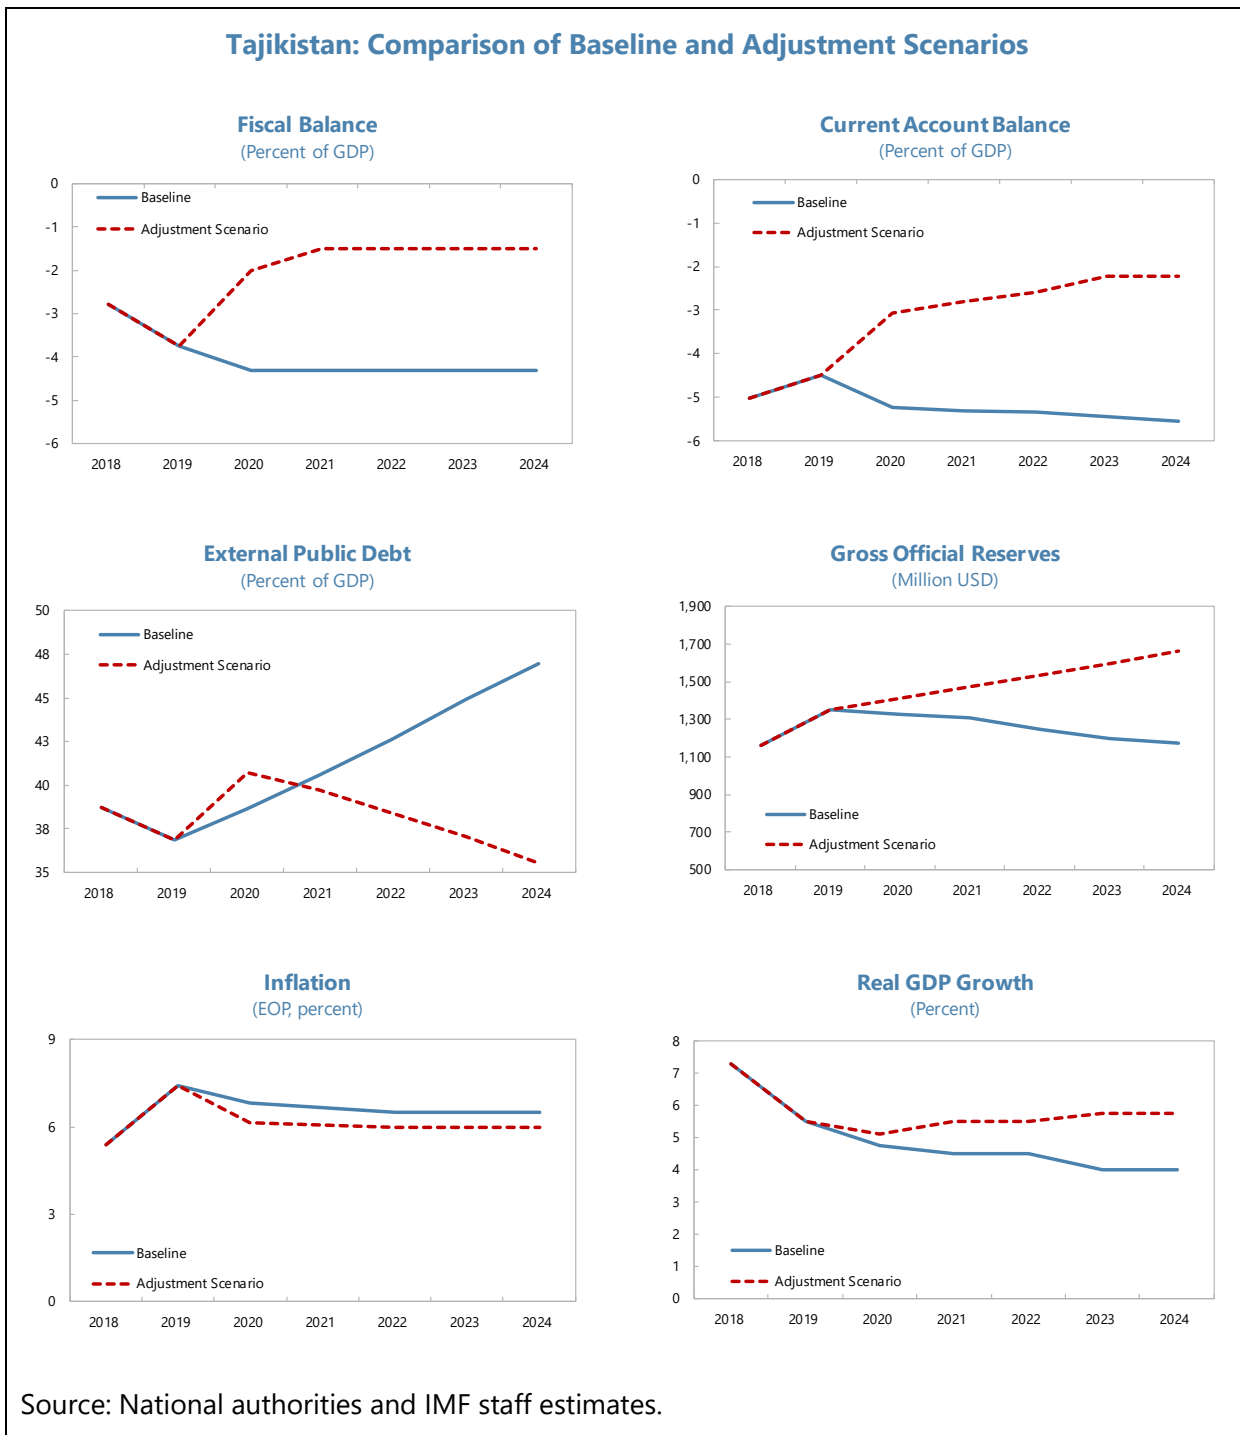 Tajikistan: Comparison of Baseline and Adjustment Scenarios
Fiscal Balance
(Percent of GDP)
0
-1
-2
-3
-4
-5
-6
Baseline
Adjustment Scenario
2018 2019 2020 2021 2022 2023 2024
Current Account Balance
(Percent of GDP)
0
-1
-2
-3
-4
-5
-6
Baseline
Adjustment Scenario
2018 2019 2020 2021 2022 2023 2024
External Public Debt
(Percent of GDP)
50
48
45
43
40
38
35
Baseline
Adjustment Scenario
2018 2019 2020 2021 2022 2023 2024
Gross Official Reserves
(Million USD)
1,900
1,700
1,500
1,300
1,100
900
700
500
Baseline
Adjustment Scenario
2018 2019 2020 2021 2022 2023 2024
Inflation
(EOP, percent)
9
6
3
0
Baseline
Adjustment Scenario
2018 2019 2020 2021 2022 2023 2024
Real GDP Growth
(Percent)
8
7
6
5
4
3
2
1
0
Baseline
Adjustment Scenario
2018 2019 2020 2021 2022 2023 2024
Source: National authorities and IMF staff estimates.